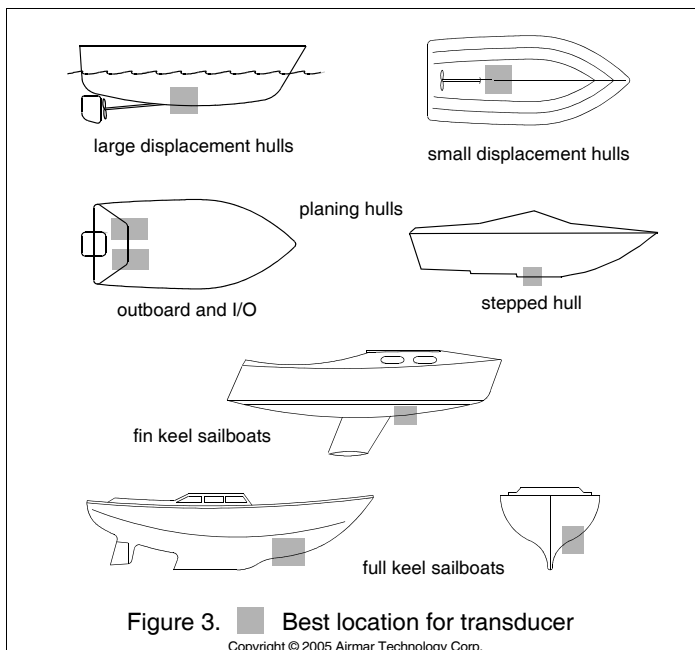 large displacement hulls
small displacement hulls
planing hulls
outboard and I/O
stepped hull
fin keel sailboats
full keel sailboats
Figure 3. Best location for transducer
Copyright © 2005 Airmar Technology Corp.